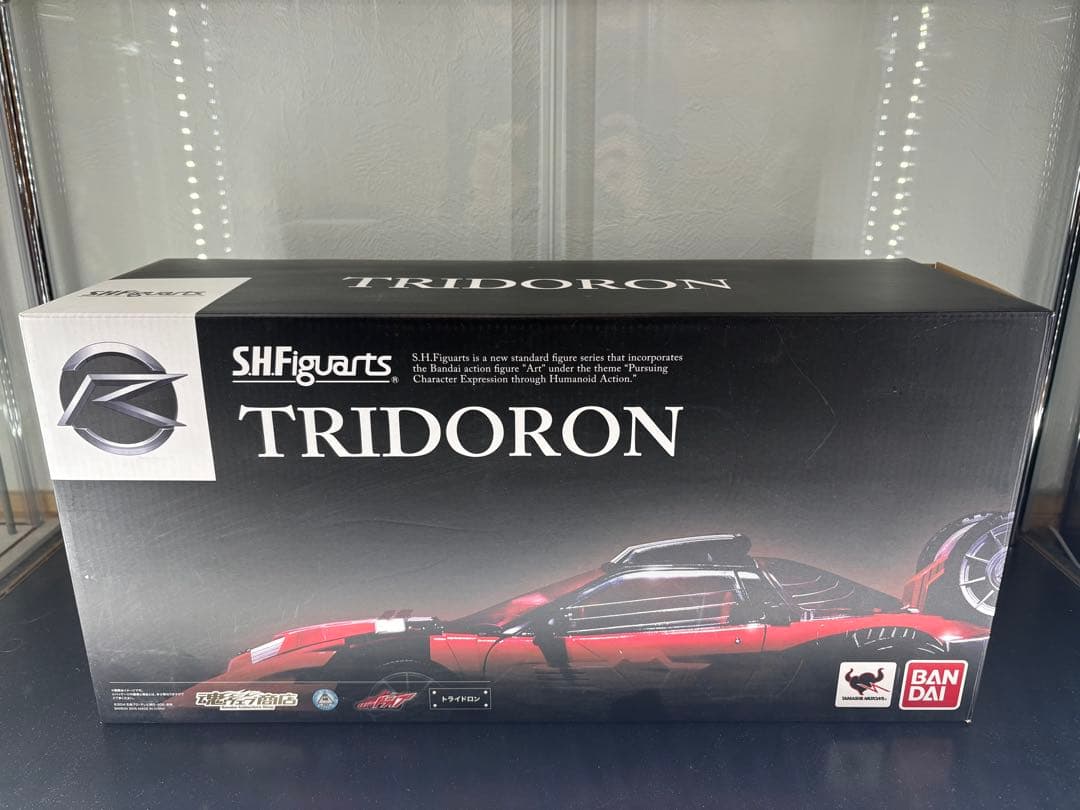 S.H.Figuarts
TRIDORON
S.H.Figuarts®
S.H.Figuarts is a new standard figure series that incorporates
the Bandai action figure "Art" under the theme "Pursuing
Character Expression through Humanoid Action."
TRIDORON
魂ウェブ商店
トライドロン
TAMASHII NATIONS
BAN
DAI